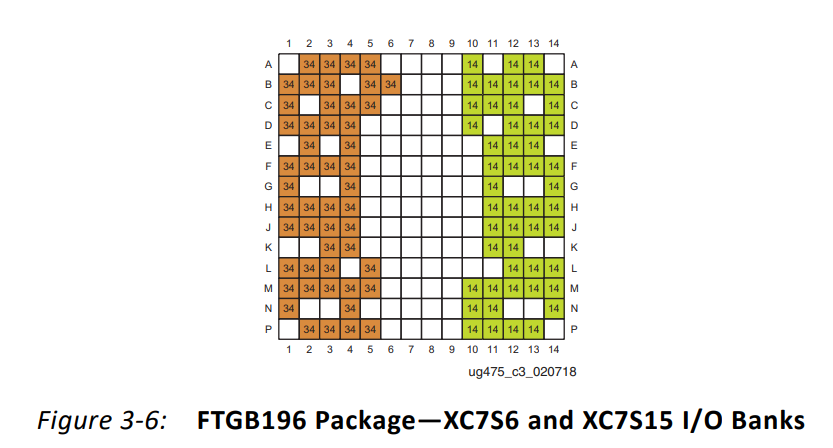 1 2 3 4 5 6 7 8 9 10 11 12 13 14
A 34 34 34 34 14 14 14 A
B 34 34 34 34 34 14 14 14 14 14 B
C 34 34 34 34 14 14 14 14 C
D 34 34 34 34 14 14 14 14 D
E 34 34 14 14 14 E
F 34 34 34 34 14 14 14 14 F
G 34 34 14 14 G
H 34 34 34 34 14 14 14 14 H
J 34 34 34 34 14 14 14 14 J
K 34 34 14 14 K
L 34 34 34 34 14 14 14 L
M 34 34 34 34 34 14 14 14 14 14 M
N 34 34 14 14 14 N
P 34 34 34 34 14 14 14 14 P
1 2 3 4 5 6 7 8 9 10 11 12 13 14
ug475_c3_020718
Figure 3-6: FTGB196 Package—XC7S6 and XC7S15 I/O Banks